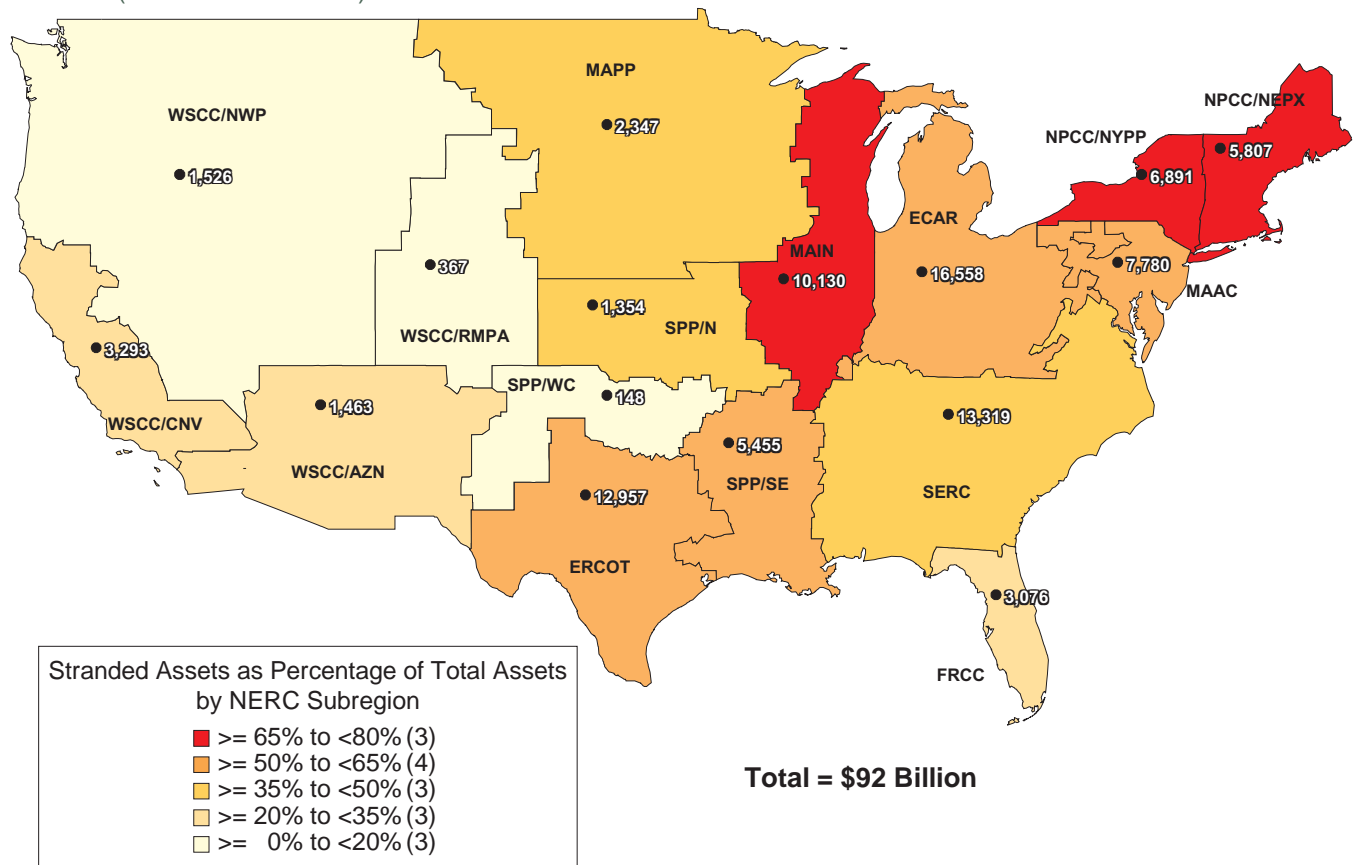 MAPP
NPCC/NEPX
WSCC/NWP
2,347
NPCC/NYPP
5,807
1,526
6,891
ECAR
MAIN
367
16,558
7,780
10,130
MAAC
1,354
SPP/N
WSCC/RMPA
3,293
SPP/WC
148
1,463
13,319
WSCC/CNV
5,455
WSCC/AZN
SPP/SE
SERC
12,957
ERCOT
3,076
FRCC
Stranded Assets as Percentage of Total Assets
by NERC Subregion
>= 65% to <80% (3)
>= 50% to <65% (4)
>= 35% to <50% (3)
>= 20% to <35% (3)
>= 0% to <20% (3)
Total = $92 Billion